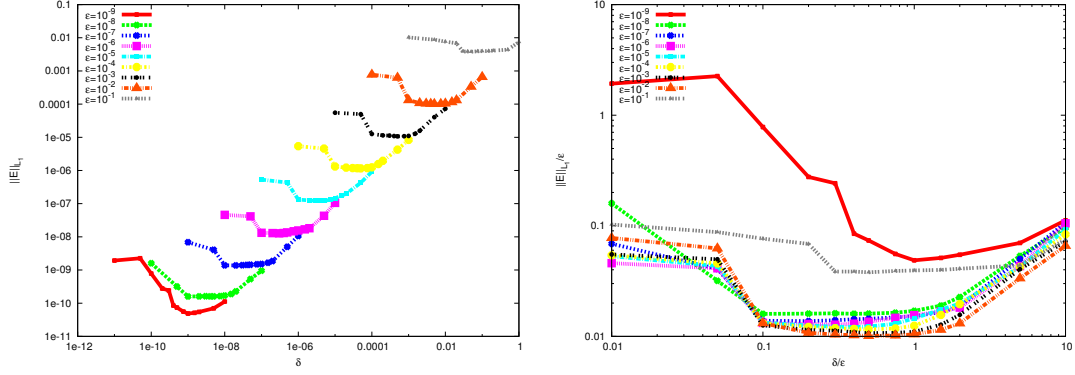 ε=10⁻⁹
ε=10⁻⁸
ε=10⁻⁷
ε=10⁻⁶
ε=10⁻⁵
ε=10⁻⁴
ε=10⁻³
ε=10⁻²
ε=10⁻¹
0.1
0.01
0.001
0.0001
1e-05
1e-06
1e-07
1e-08
1e-09
1e-10
1e-11
||E||L₁
1e-12 1e-10 1e-08 1e-06 0.0001 0.01 1
δ
ε=10⁻⁹
ε=10⁻⁸
ε=10⁻⁷
ε=10⁻⁶
ε=10⁻⁵
ε=10⁻⁴
ε=10⁻³
ε=10⁻²
ε=10⁻¹
10
1
0.1
0.01
||E||L₁/ε
0.01 0.1 1 10
δ/ε